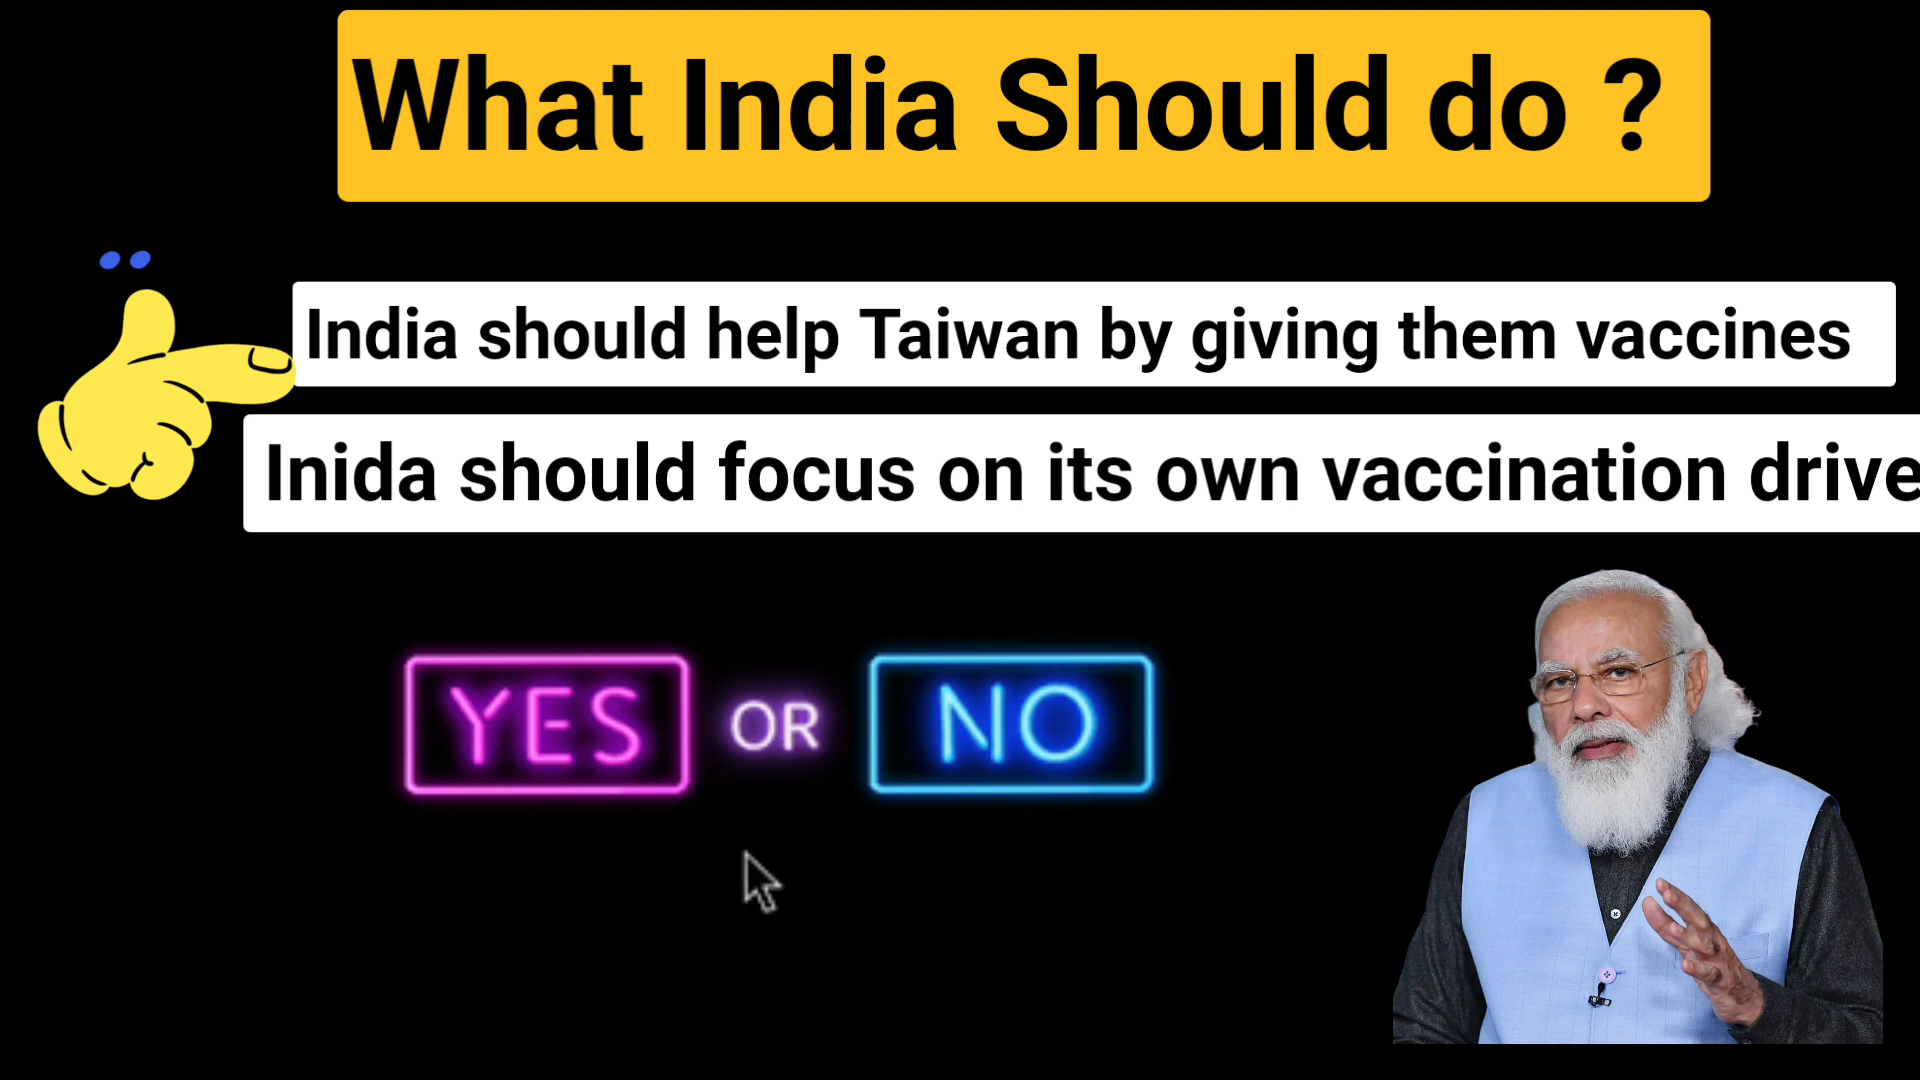 What India Should do ?
India should help Taiwan by giving them vaccines
Inida should focus on its own vaccination drive
YES OR NO